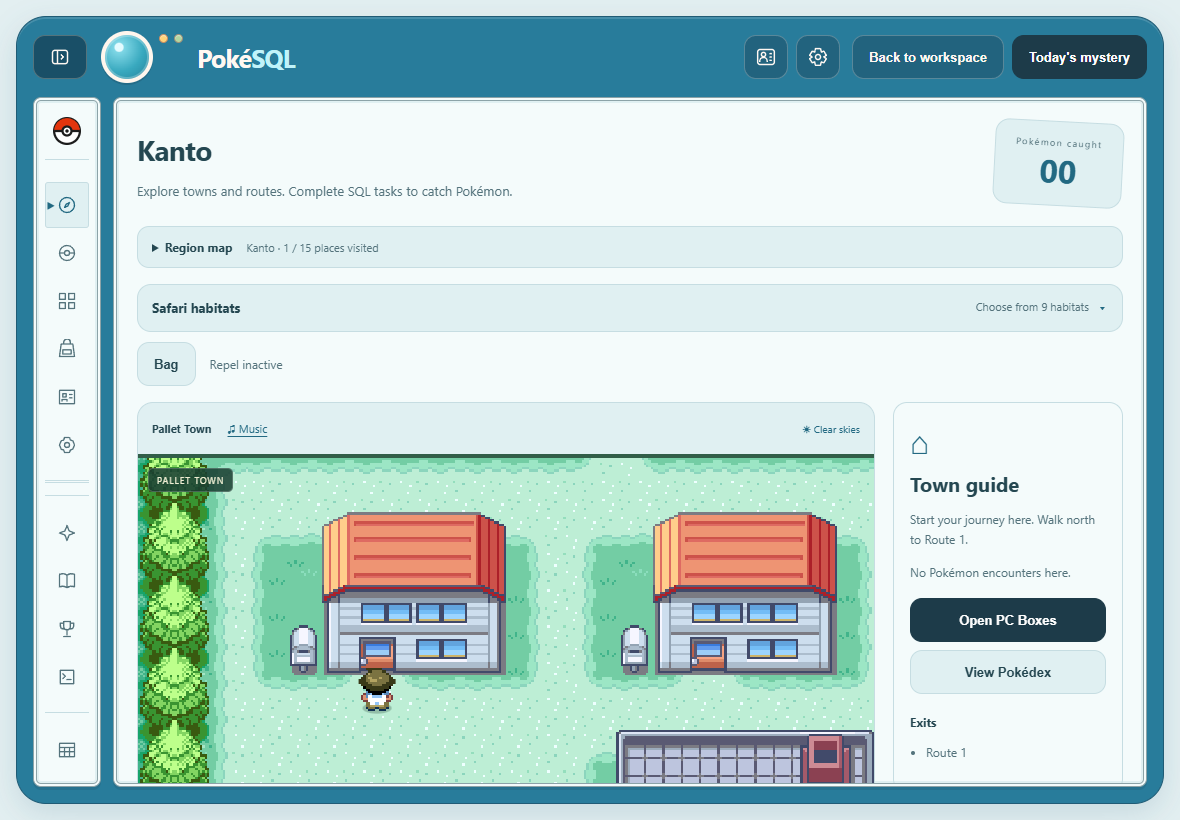 PokéSQL
Back to workspace
Today's mystery
Kanto
Explore towns and routes. Complete SQL tasks to catch Pokémon.
Pokémon caught
00
Region map
Kanto · 1 / 15 places visited
Safari habitats
Choose from 9 habitats
Bag
Repel inactive
Pallet Town
♫ Music
☀ Clear skies
PALLET TOWN
Town guide
Start your journey here. Walk north
to Route 1.
No Pokémon encounters here.
Open PC Boxes
View Pokédex
Exits
• Route 1